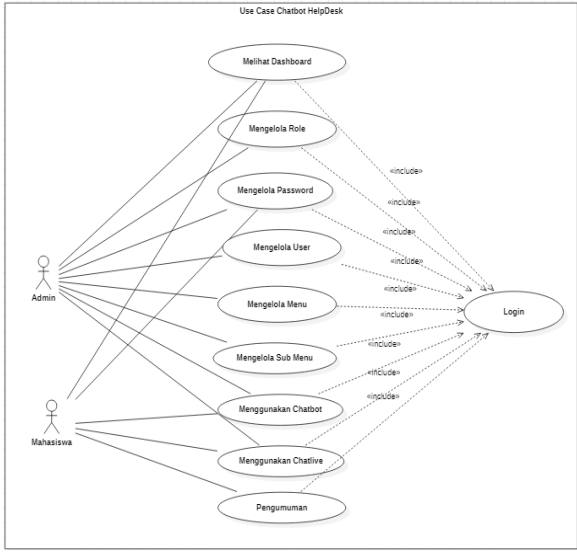 Use Case Chatbot HelpDesk
Melihat Dashboard
Mengelola Role
«include»
Mengelola Password
«include»
«include»
Mengelola User
«include»
Admin
Mengelola Menu
Login
«include»
«include»
Mengelola Sub Menu
«include»
«include»
Menggunakan Chatbot
Mahasiswa
Menggunakan Chatlive
Pengumuman